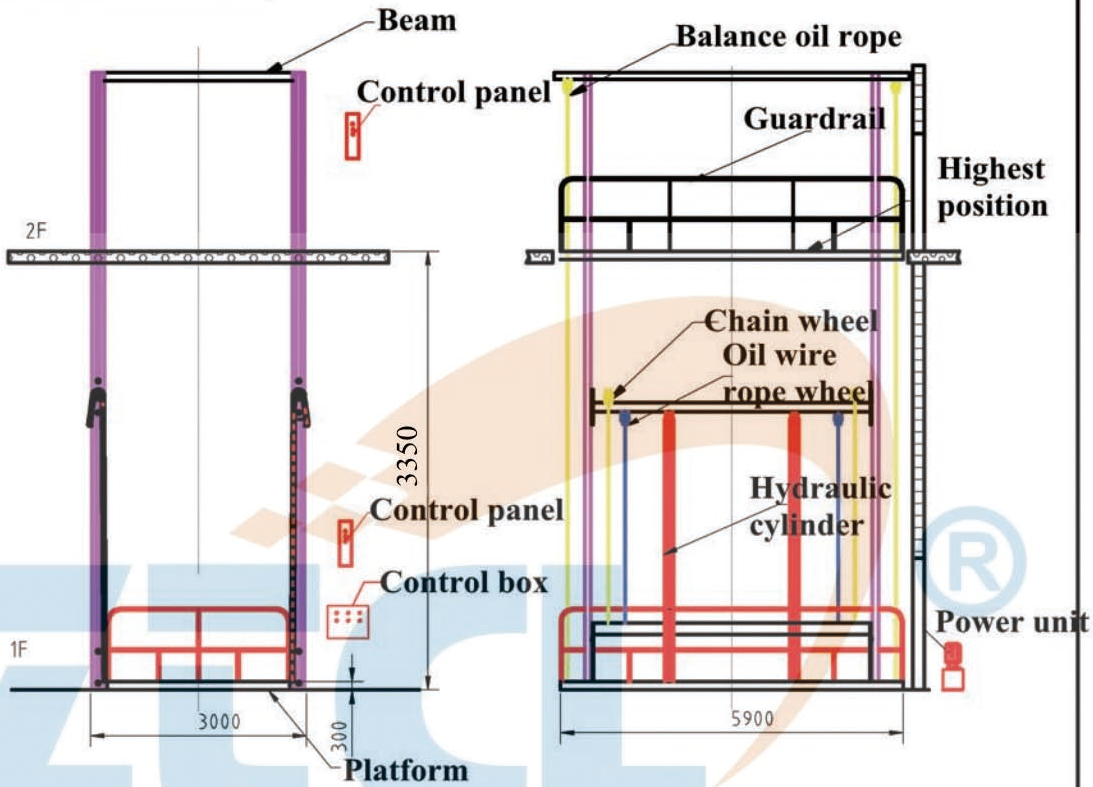 Beam
Balance oil rope
Control panel
Guardrail
Highest
position
2F
Chain wheel
Oil wire
rope wheel
3350
Hydraulic
cylinder
Control panel
Control box
®
1F
Power unit
3000
300
5900
Platform
ZECL